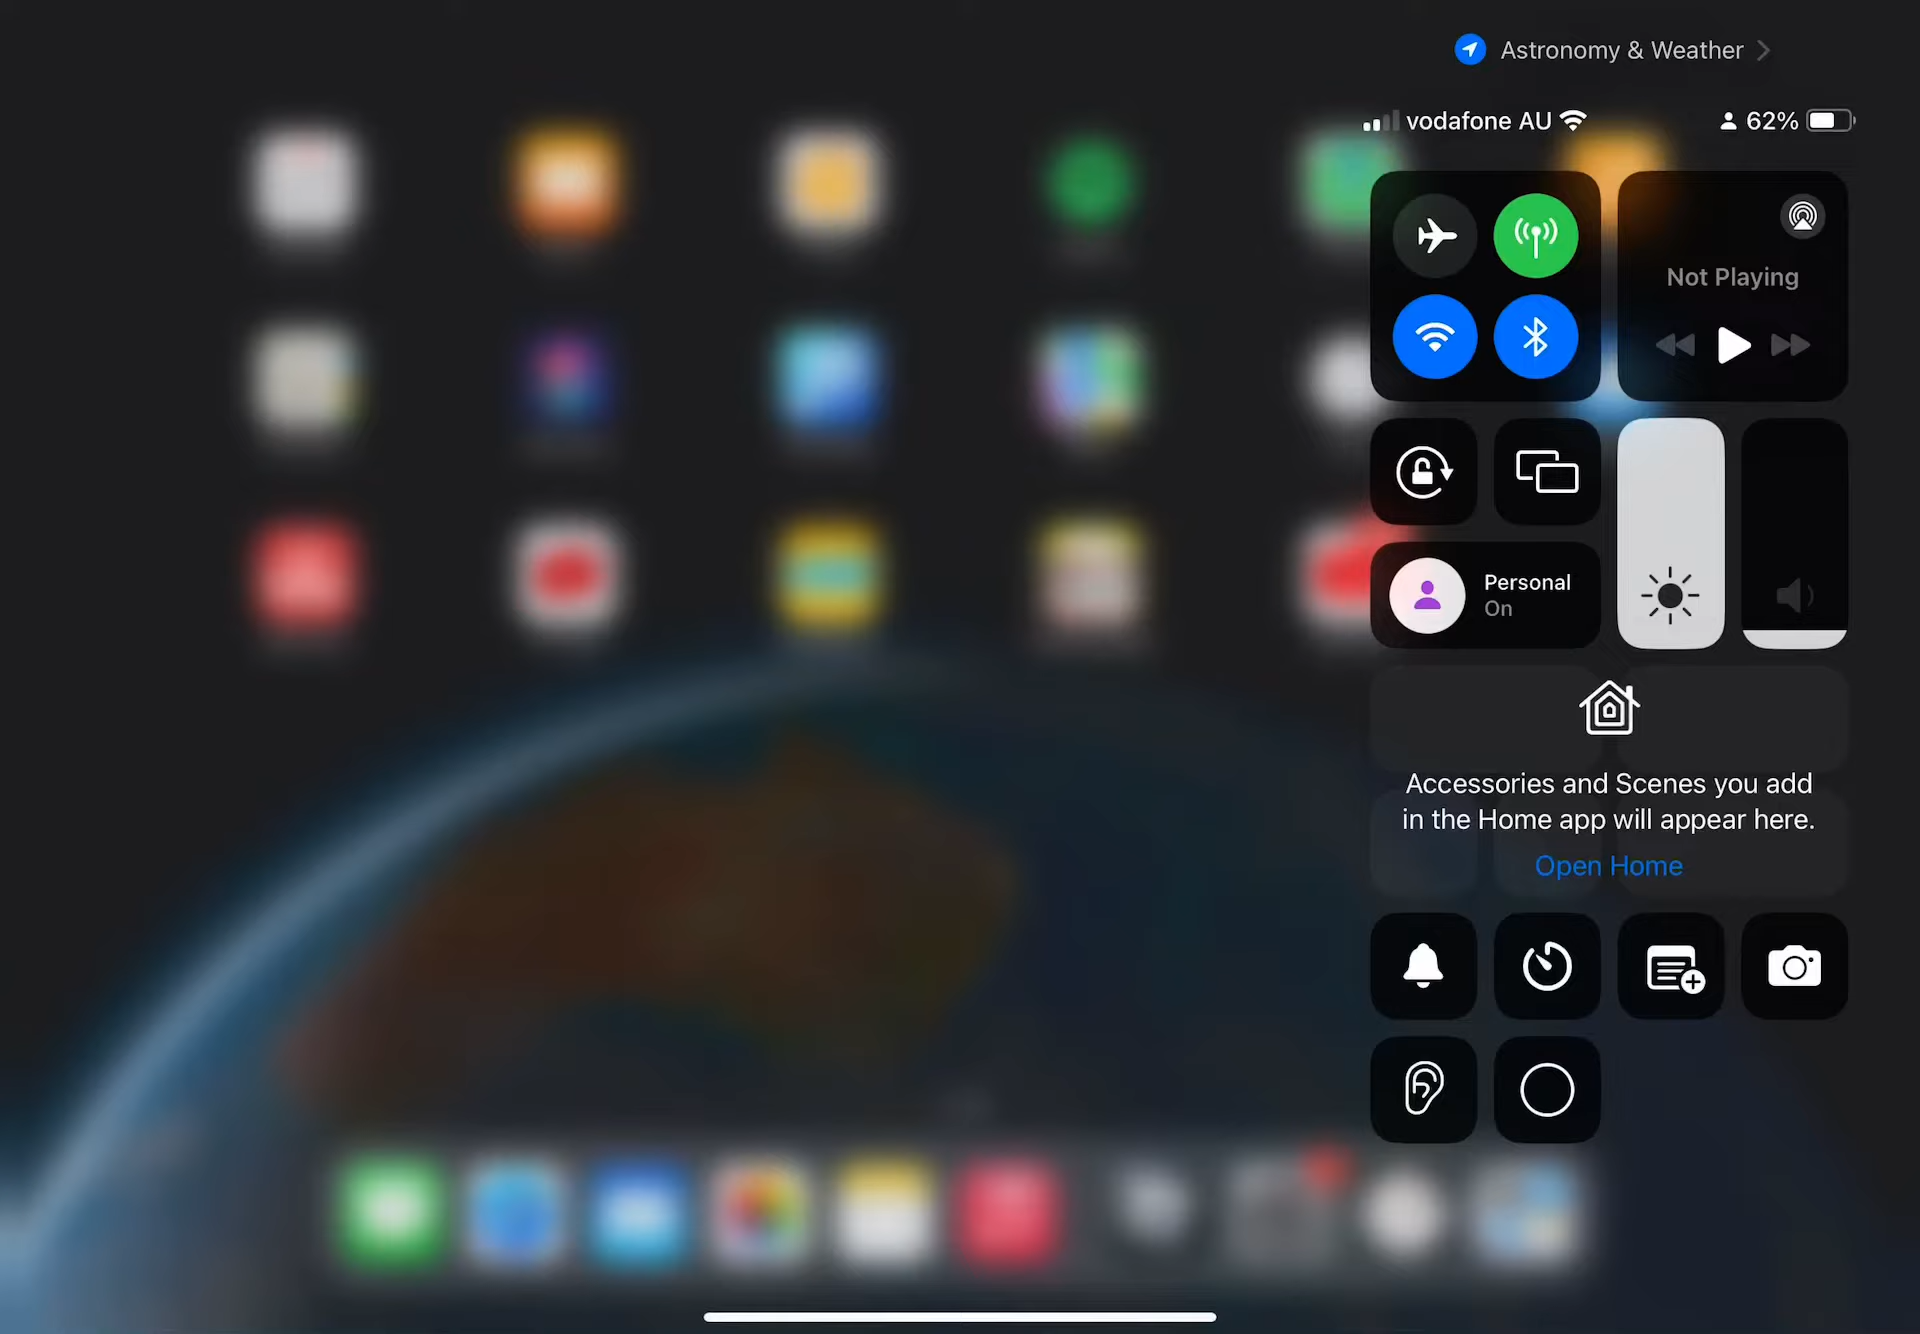 Astronomy & Weather
vodafone AU
62%
Not Playing
Personal
On
Accessories and Scenes you add
in the Home app will appear here.
Open Home